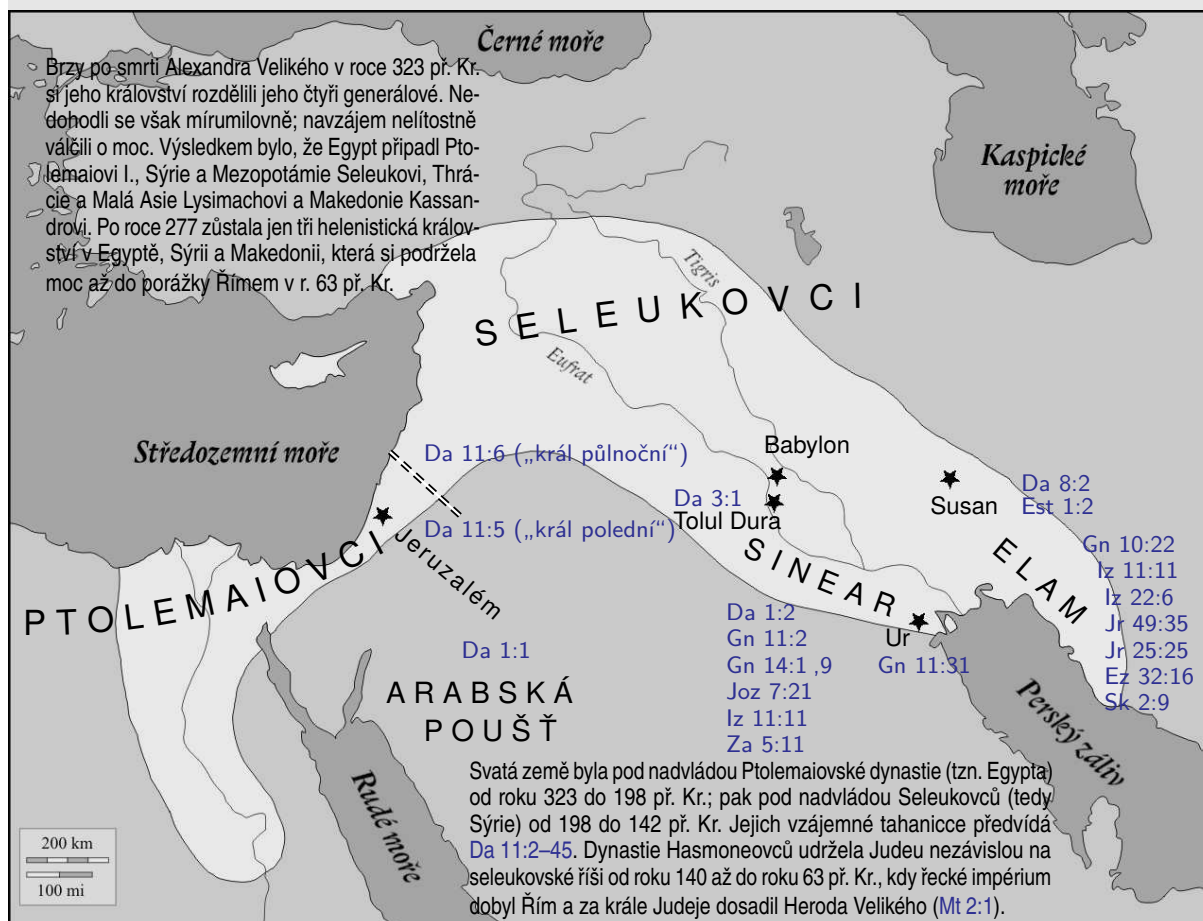 Černé moře
Brzy po smrti Alexandra Velikého v roce 323 př. Kr.
si jeho království rozdělili jeho čtyři generálové. Ne-
dohodli se však mírumilovně; navzájem nelítostně
válčili o moc. Výsledkem bylo, že Egypt připadl Pto-
lemaiovi I., Sýrie a Mezopotámie Seleukovi, Thrá-
cie a Malá Asie Lysimachovi a Makedonie Kassan-
drovi. Po roce 277 zůstala jen tři helenistická králov-
ství v Egyptě, Sýrii a Makedonii, která si podržela
moc až do porážky Římem v r. 63 př. Kr.
Kaspické
moře
Tigris
SELEUKOVCI
Eufrat
Středozemní moře
Da 11:6 („král půlnoční“)
Babylon
Da 3:1
Tolul Dura
Da 8:2
Susan
Est 1:2
Da 11:5 („král polední“)
Jeruzalém
PTOLEMAIOVCI
SINEAR
ELAM
Gn 10:22
Iz 11:11
Iz 22:6
Jr 49:35
Jr 25:25
Ez 32:16
Sk 2:9
Ur
Gn 11:31
Da 1:2
Gn 11:2
Gn 14:1 ,9
Joz 7:21
Iz 11:11
Za 5:11
Da 1:1
ARABSKÁ
POUŠŤ
Perský záliv
Rudé moře
Svatá země byla pod nadvládou Ptolemaiovské dynastie (tzn. Egypta)
od roku 323 do 198 př. Kr.; pak pod nadvládou Seleukovců (tedy
Sýrie) od 198 do 142 př. Kr. Jejich vzájemné tahanicce předvídá
Da 11:2–45. Dynastie Hasmoneovců udržela Judeu nezávislou na
seleukovské říši od roku 140 až do roku 63 př. Kr., kdy řecké impérium
dobyl Řím a za krále Judeje dosadil Heroda Velikého (Mt 2:1).
200 km
100 mi